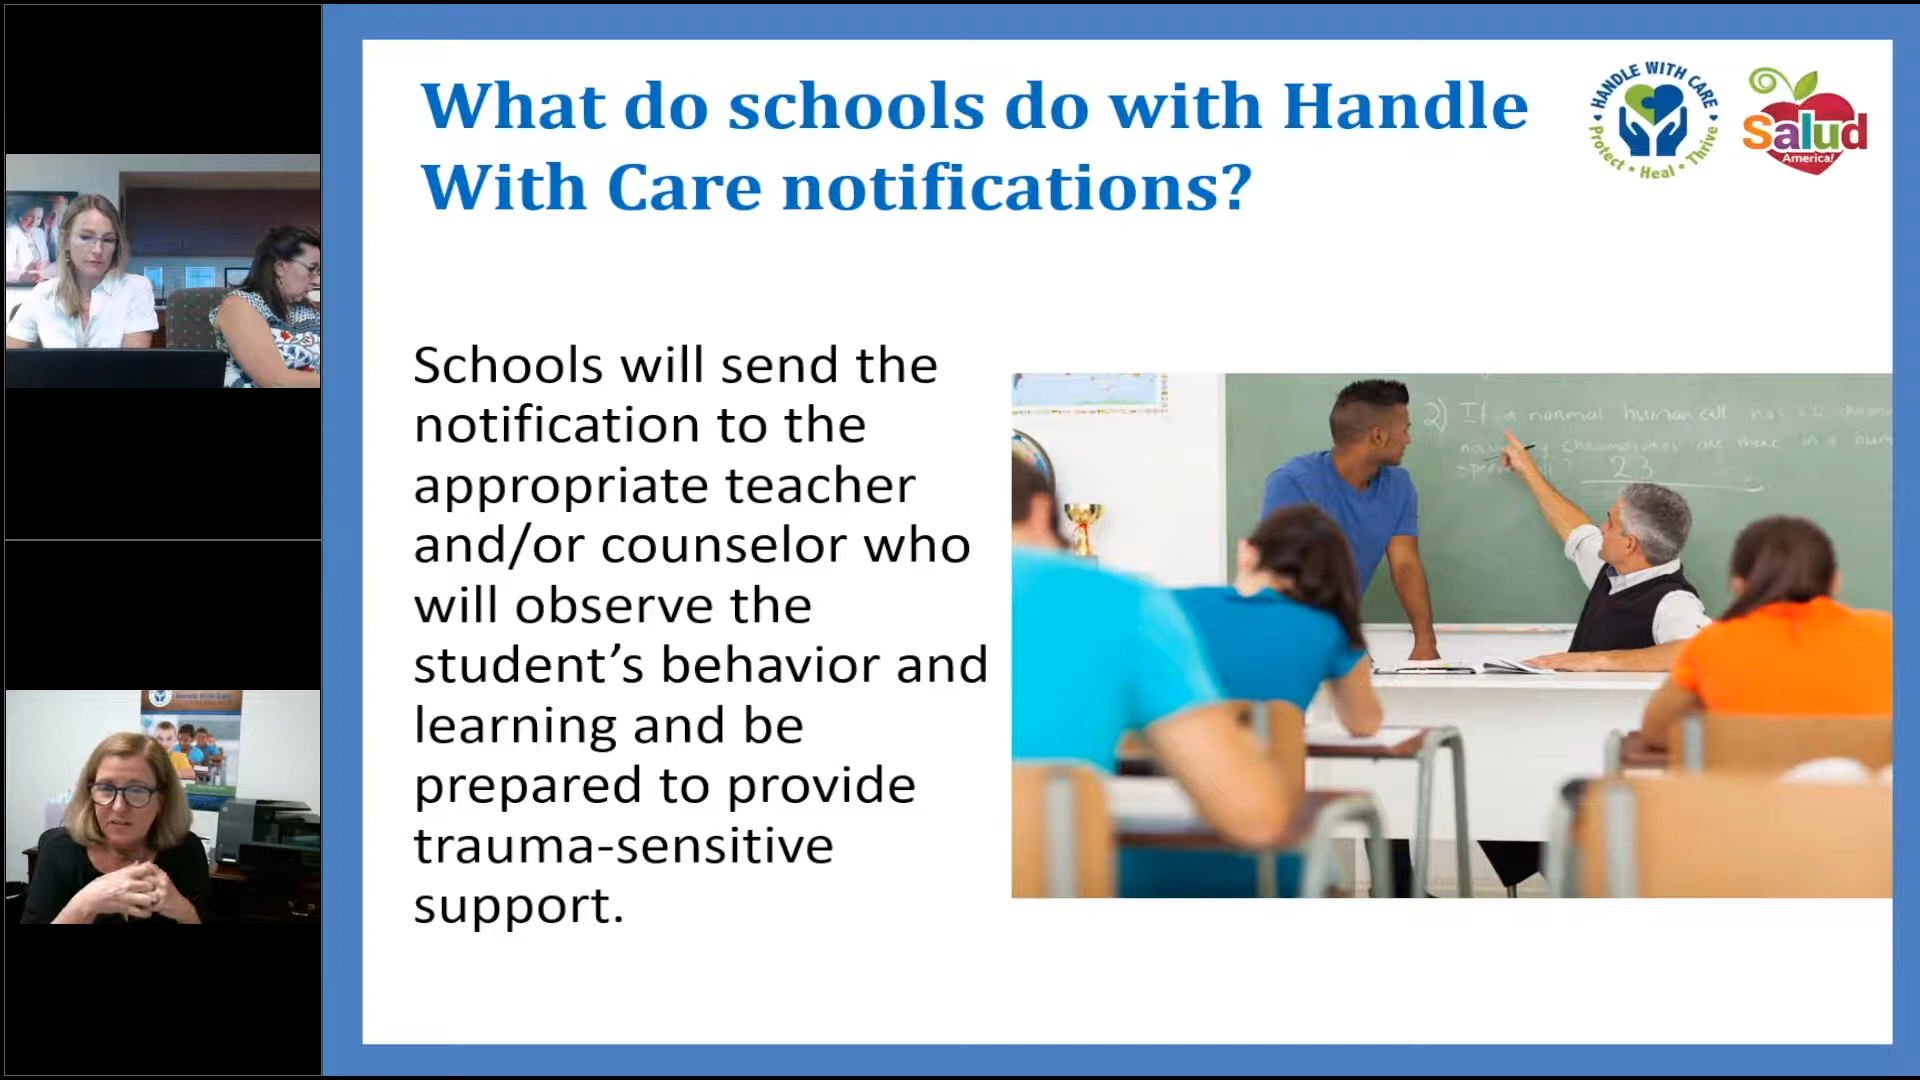 What do schools do with Handle
With Care notifications?
HANDLE WITH CARE
Protect • Heal • Thrive
Salud
America!
Schools will send the
notification to the
appropriate teacher
and/or counselor who
will observe the
student’s behavior and
learning and be
prepared to provide
trauma-sensitive
support.
2) If a normal human cell has
23